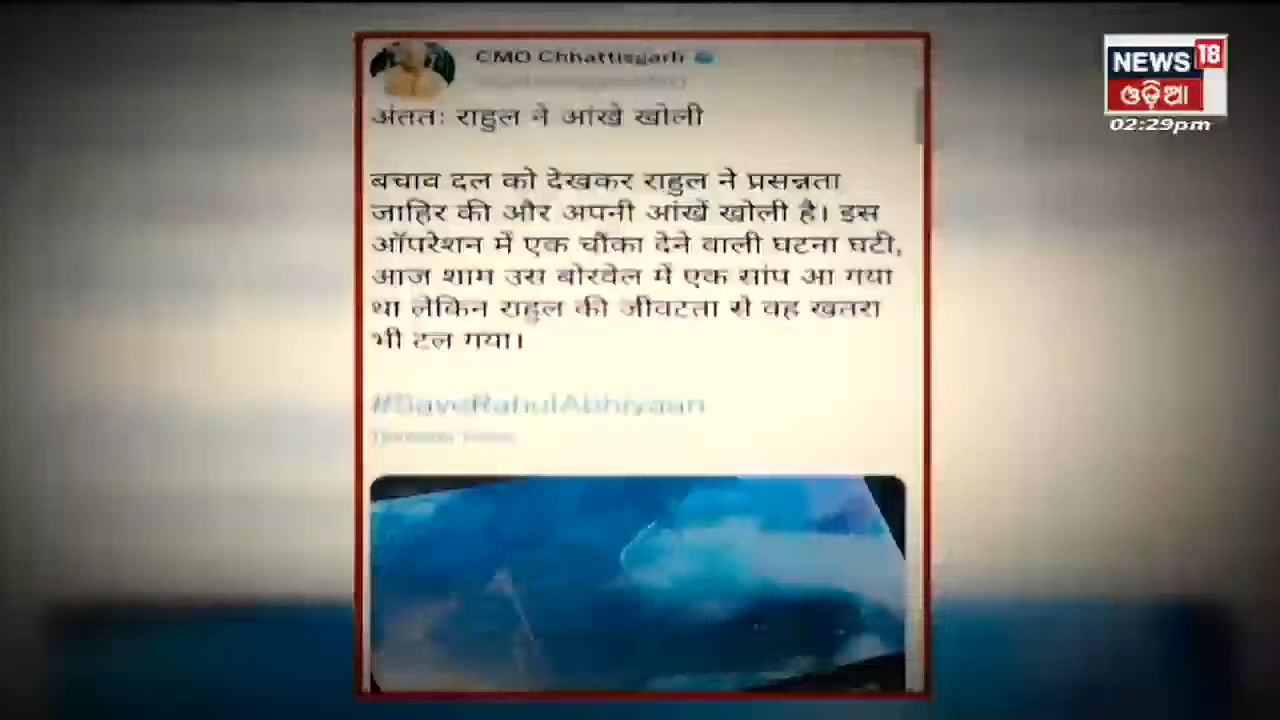 CMO Chhattisgarh
अंततः राहुल ने आंखे खोली
बचाव दल को देखकर राहुल ने प्रसन्नता
जाहिर की और अपनी आंखें खोली है। इस
ऑपरेशन में एक चौंका देने वाली घटना घटी,
आज शाम उस बोरवेल में एक सांप आ गया
था लेकिन राहुल की जीवटता से वह खतरा
भी टल गया।
#SaveRahulAbhiyaan
NEWS 18
ଓଡ଼ିଆ
02:29pm